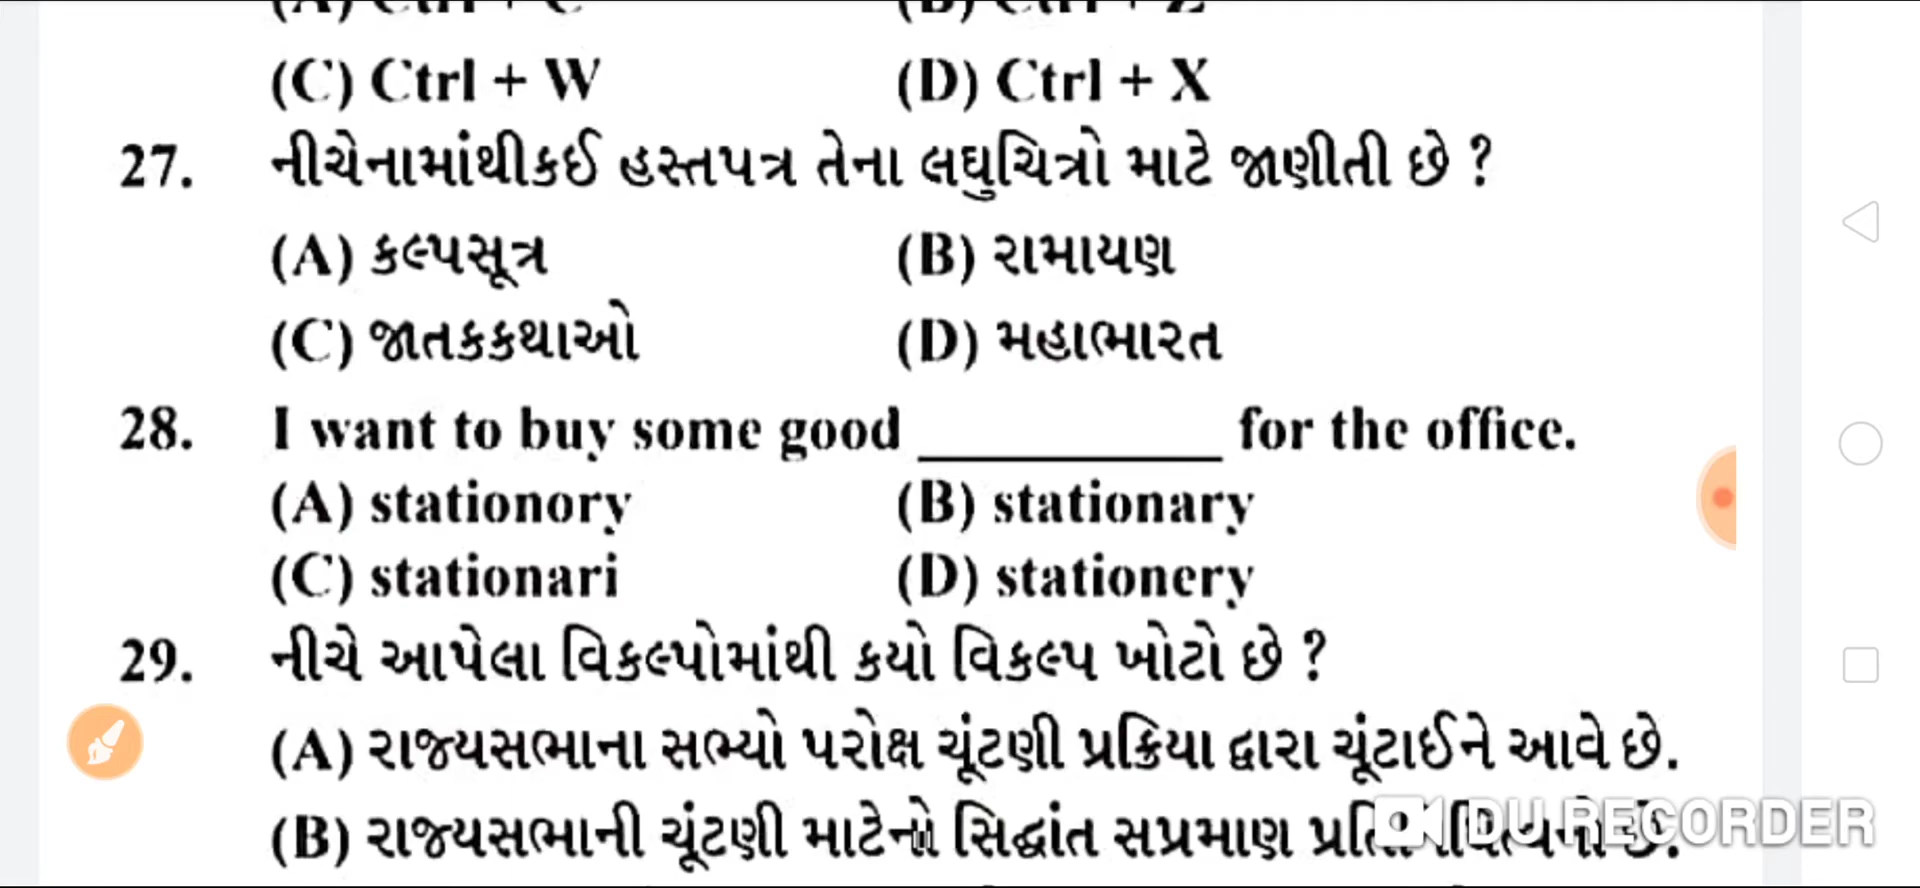 (C) Ctrl + W (D) Ctrl + X
27. નીચેનામાંથીકઈ હસ્તપત્ર તેના લઘુચિત્રો માટે જાણીતી છે ?
(A) કલ્પસૂત્ર (B) રામાયણ
(C) જાતકકથાઓ (D) મહાભારત
28. I want to buy some good __________ for the office.
(A) stationory (B) stationary
(C) stationari (D) stationery
29. નીચે આપેલા વિકલ્પોમાંથી કયો વિકલ્પ ખોટો છે ?
(A) રાજ્યસભાના સભ્યો પરોક્ષ ચૂંટણી પ્રક્રિયા દ્વારા ચૂંટાઈને આવે છે.
(B) રાજ્યસભાની ચૂંટણી માટેનો સિદ્ધાંત સપ્રમાણ છે.
DU RECORDER